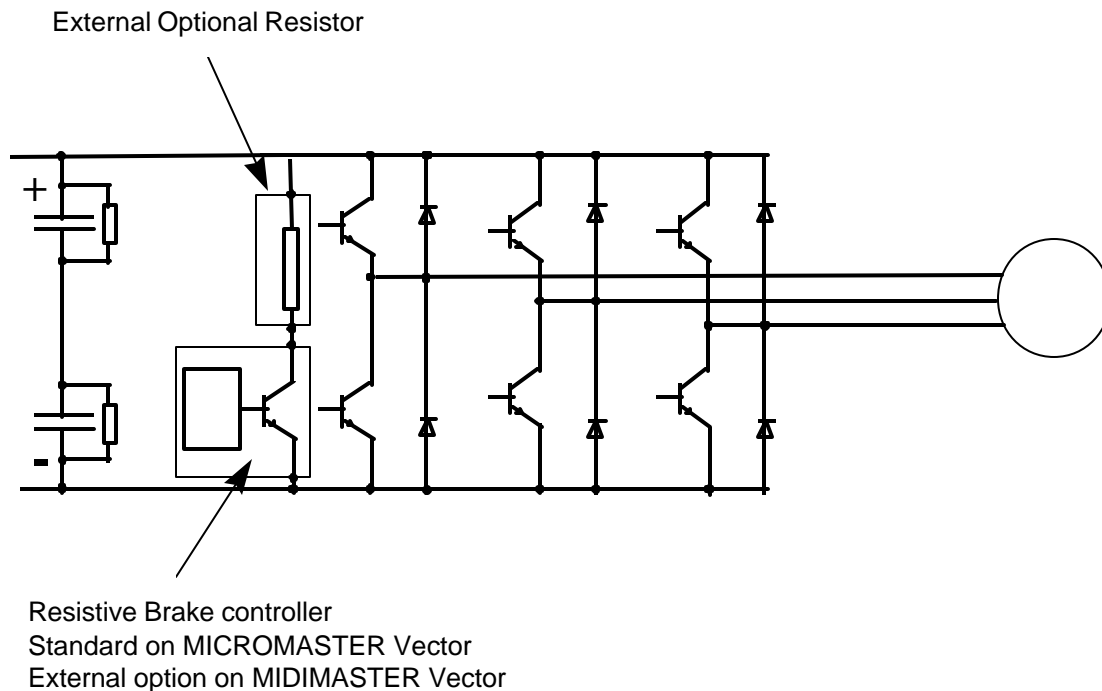 External Optional Resistor
+
-
Resistive Brake controller
Standard on MICROMASTER Vector
External option on MIDIMASTER Vector